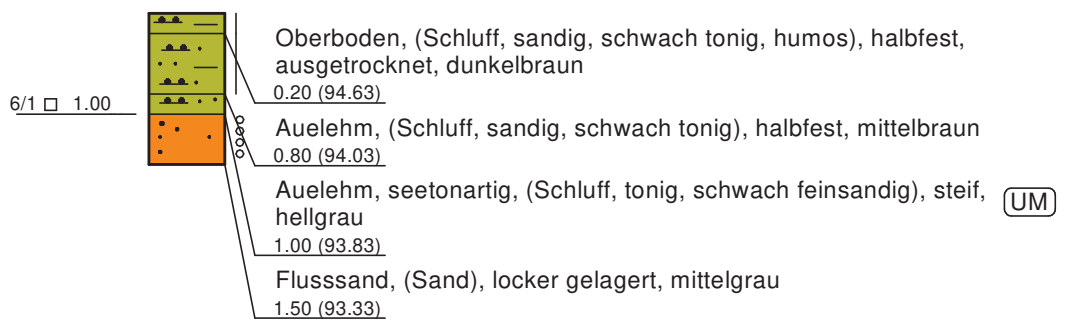 Oberboden, (Schluff, sandig, schwach tonig, humos), halbfest,
ausgetrocknet, dunkelbraun
0.20 (94.63)
6/1 □ 1.00
Auelehm, (Schluff, sandig, schwach tonig), halbfest, mittelbraun
0.80 (94.03)
Auelehm, seetonartig, (Schluff, tonig, schwach feinsandig), steif,
UM
hellgrau
1.00 (93.83)
Flusssand, (Sand), locker gelagert, mittelgrau
1.50 (93.33)